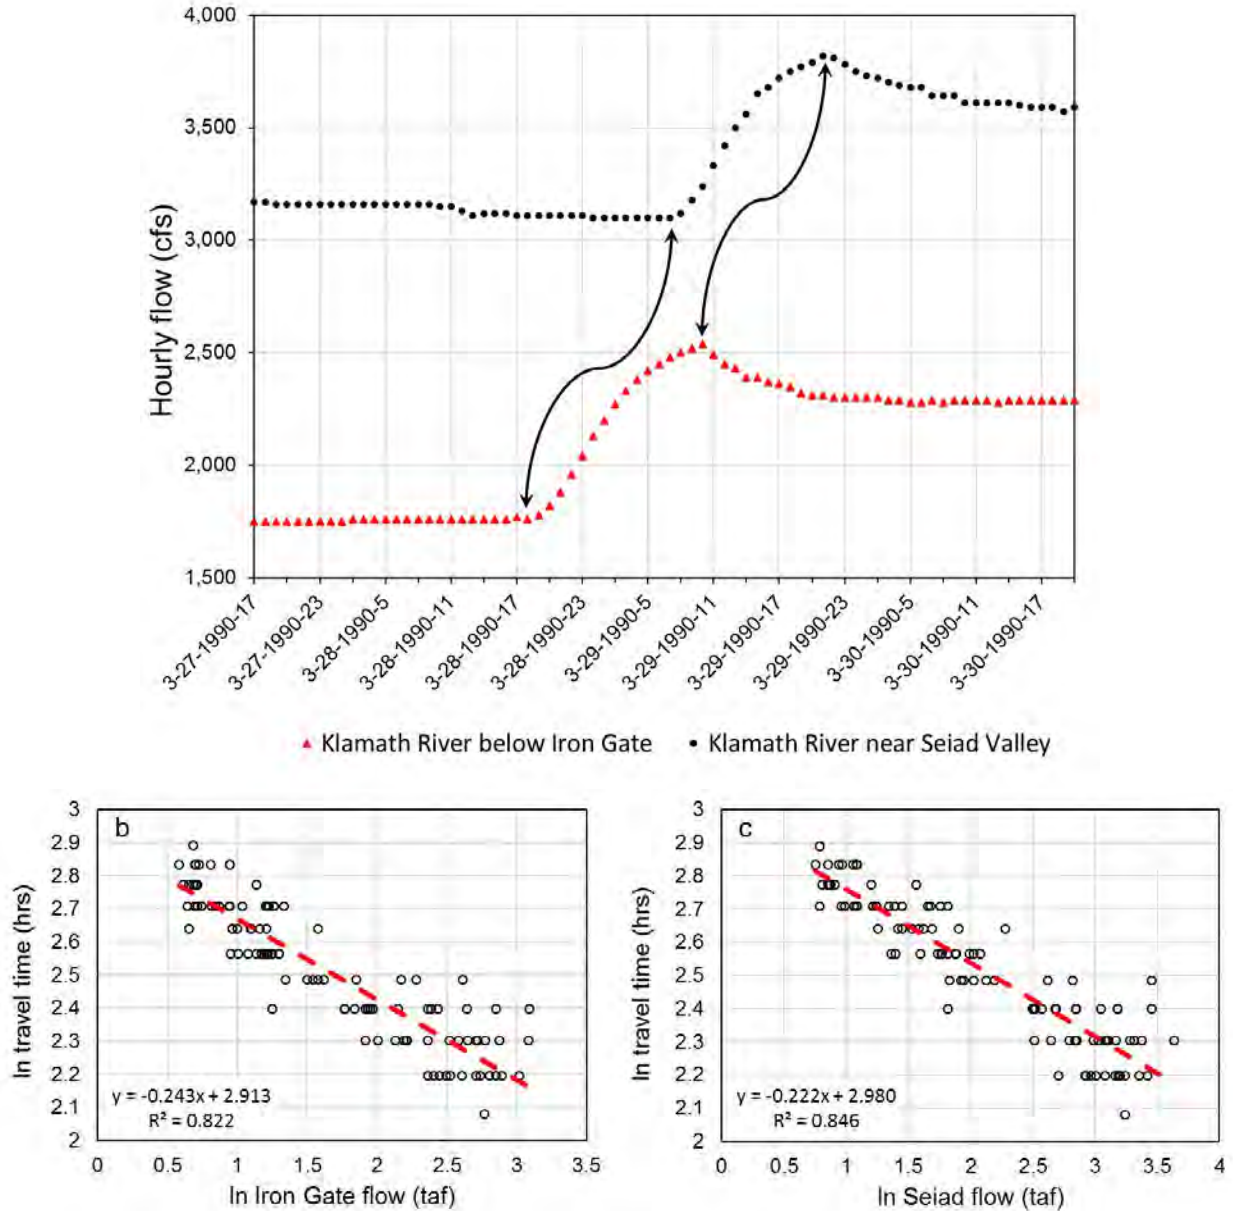 4,000
3,500
3,000
2,500
2,000
1,500
Hourly flow (cfs)
3-27-1990-17
3-27-1990-23
3-28-1990-5
3-28-1990-11
3-28-1990-17
3-28-1990-23
3-29-1990-5
3-29-1990-11
3-29-1990-17
3-29-1990-23
3-30-1990-5
3-30-1990-11
3-30-1990-17
Klamath River below Iron Gate
Klamath River near Seiad Valley
b
3
2.9
2.8
2.7
2.6
2.5
2.4
2.3
2.2
2.1
2
ln travel time (hrs)
y = -0.243x + 2.913
R² = 0.822
0 0.5 1 1.5 2 2.5 3 3.5
ln Iron Gate flow (taf)
c
3
2.9
2.8
2.7
2.6
2.5
2.4
2.3
2.2
2.1
2
ln travel time (hrs)
y = -0.222x + 2.980
R² = 0.846
0 0.5 1 1.5 2 2.5 3 3.5 4
ln Seiad flow (taf)